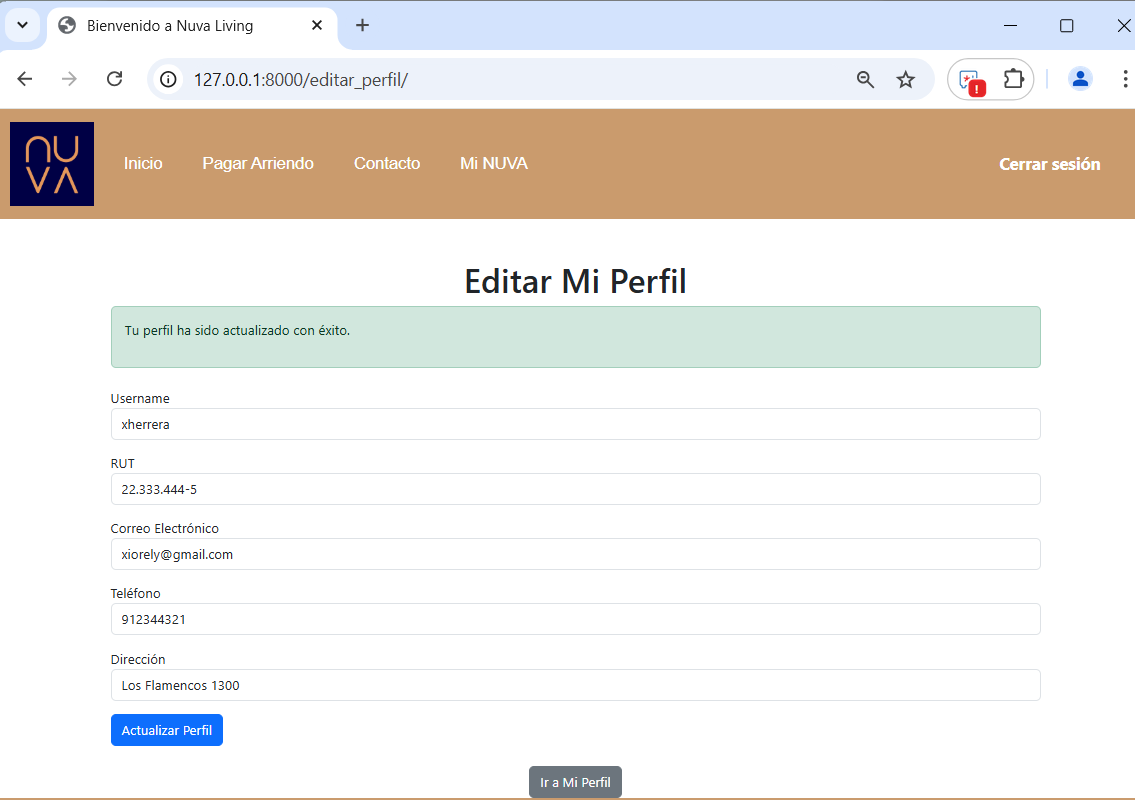 Bienvenido a Nuva Living
127.0.0.1:8000/editar_perfil/
NUVA
Inicio
Pagar Arriendo
Contacto
Mi NUVA
Cerrar sesión
Editar Mi Perfil
Tu perfil ha sido actualizado con éxito.
Username
xherrera
RUT
22.333.444-5
Correo Electrónico
xiorely@gmail.com
Teléfono
912344321
Dirección
Los Flamencos 1300
Actualizar Perfil
Ir a Mi Perfil